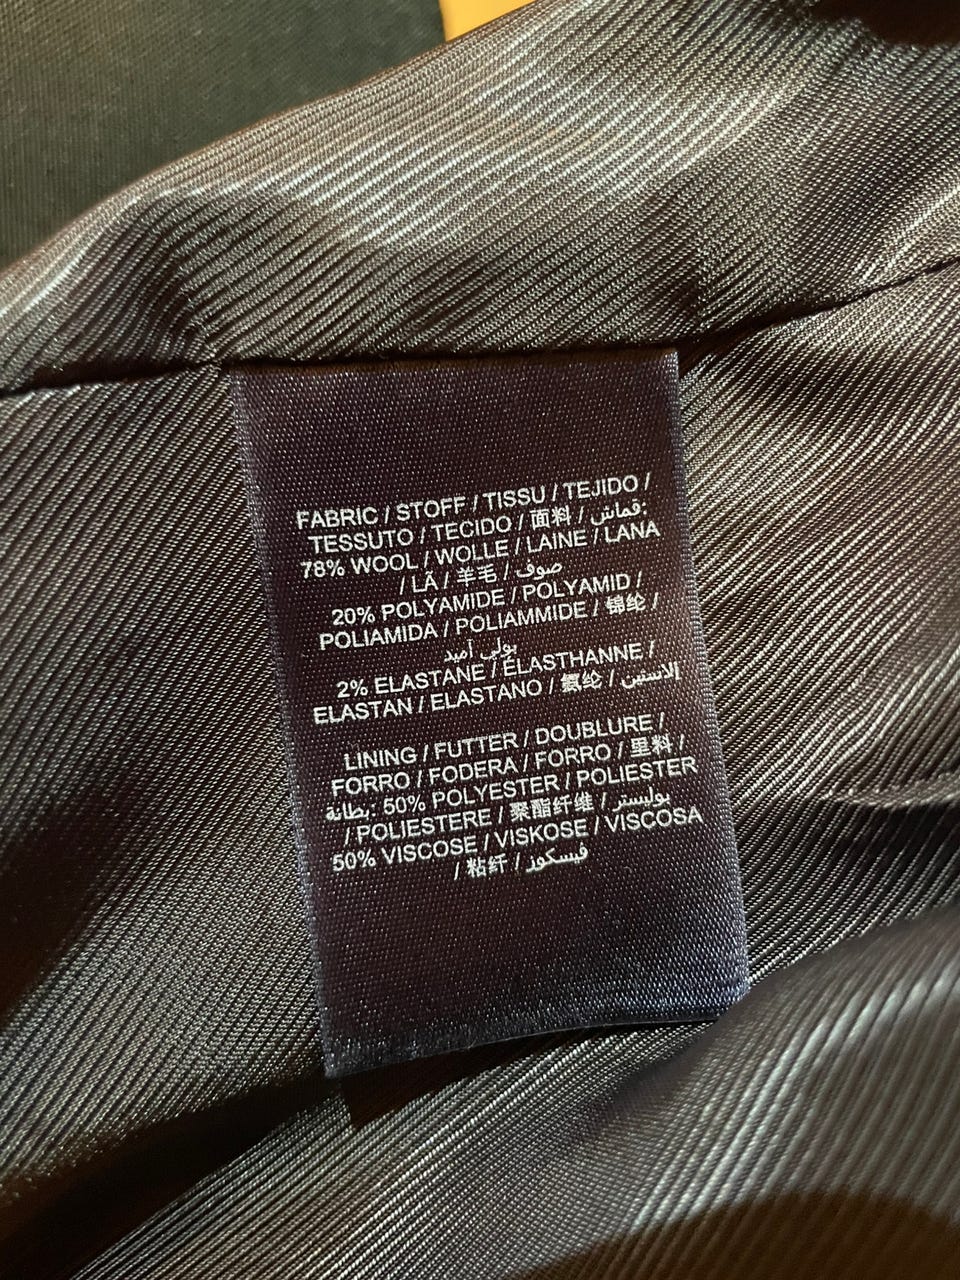 FABRIC / STOFF / TISSU / TEJIDO /
TESSUTO / TECIDO / 面料 / قماش:
78% WOOL / WOLLE / LAINE / LANA
/ LÃ / 羊毛 / صوف
20% POLYAMIDE / POLYAMID /
POLIAMIDA / POLIAMMIDE / 锦纶 /
بولي أميد
2% ELASTANE / ÉLASTHANNE /
ELASTAN / ELASTANO / 氨纶 / إلاستين
LINING / FUTTER / DOUBLURE /
FORRO / FODERA / FORRO / 里料 /
بطانة: 50% POLYESTER / POLIESTER
/ POLIESTERE / 聚酯纤维 / بوليستر
50% VISCOSE / VISKOSE / VISCOSA
/ 粘纤 / فيسكوز